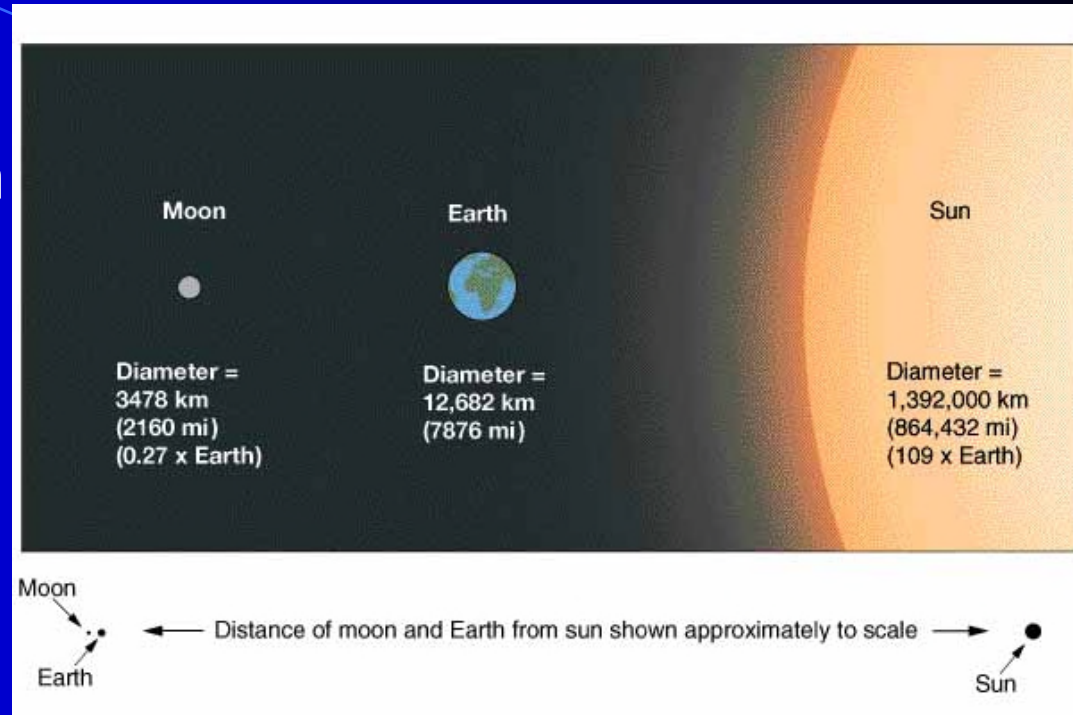 Moon
Earth
Sun
Diameter =
3478 km
(2160 mi)
(0.27 x Earth)
Diameter =
12,682 km
(7876 mi)
Diameter =
1,392,000 km
(864,432 mi)
(109 x Earth)
Moon
Earth
Distance of moon and Earth from sun shown approximately to scale
Sun